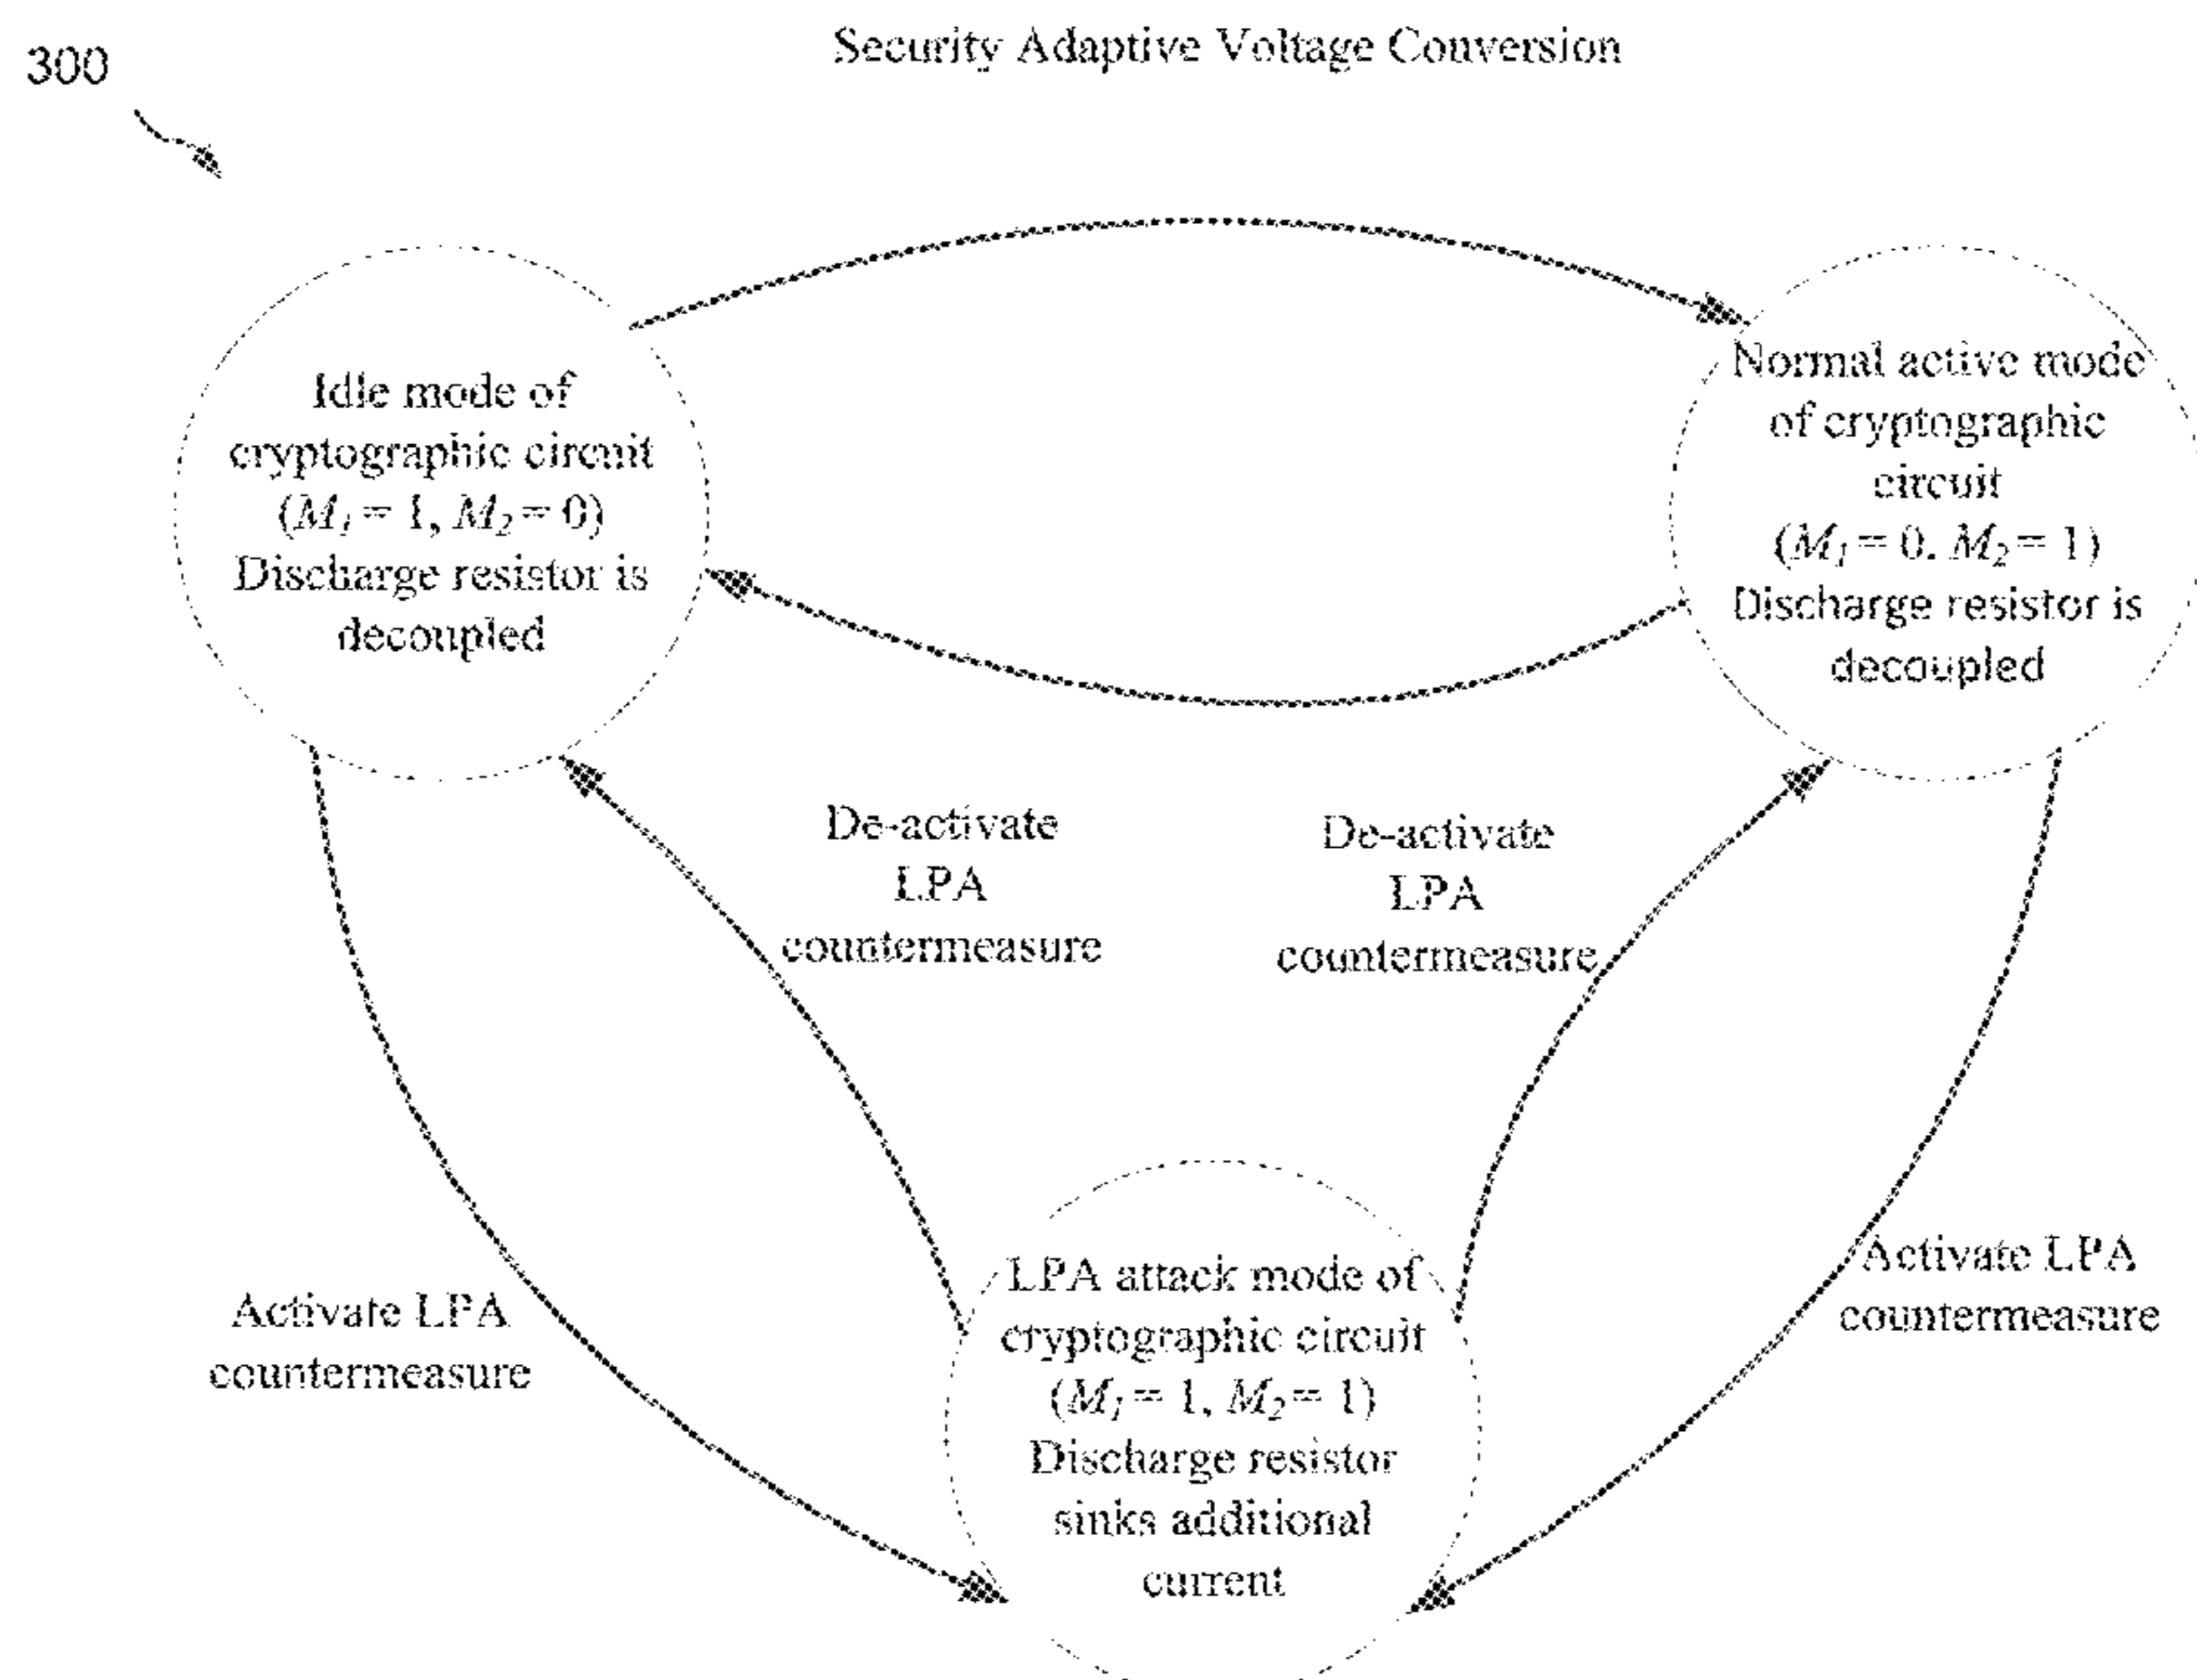 300
Security Adaptive Voltage Conversion
Idle mode of
cryptographic circuit
(M₁ = 1, M₂ = 0)
Discharge resistor is
decoupled
Normal active mode
of cryptographic
circuit
(M₁ = 0. M₂ = 1)
Discharge resistor is
decoupled
De-activate
LPA
countermeasure
De-activate
LPA
countermeasure
Activate LPA
countermeasure
Activate LPA
countermeasure
LPA attack mode of
cryptographic circuit
(M₁ = 1, M₂ = 1)
Discharge resistor
sinks additional
current